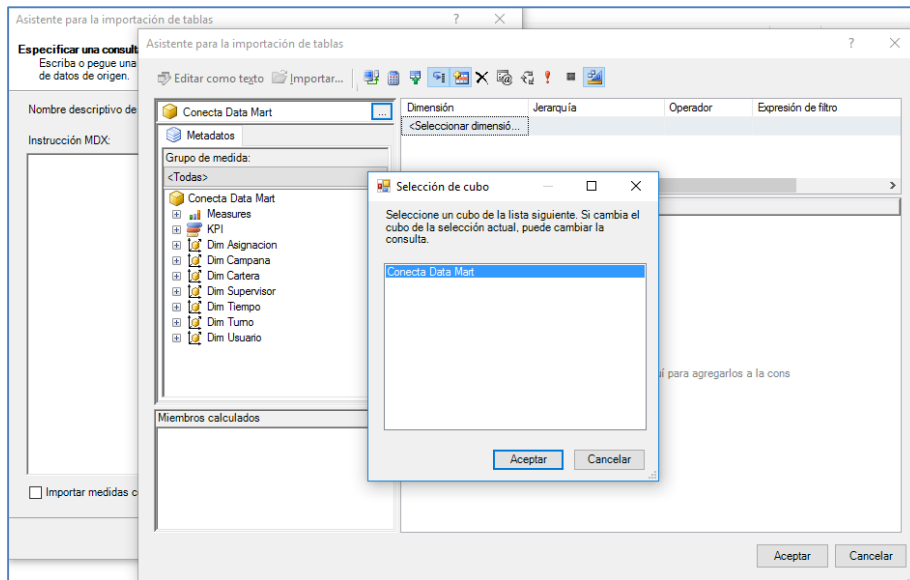 Asistente para la importación de tablas
?
Especificar una consult
Escriba o pegue una
de datos de origen.
Nombre descriptivo de
Instrucción MDX:
Importar medidas c
Asistente para la importación de tablas
?
Editar como texto Importar...
Conecta Data Mart
...
Metadatos
Grupo de medida:
<Todas>
Conecta Data Mart
Measures
KPI
Dim Asignacion
Dim Campana
Dim Cartera
Dim Supervisor
Dim Tiempo
Dim Turno
Dim Usuario
Miembros calculados
Dimensión Jerarquía Operador Expresión de filtro
<Seleccionar dimensió...
para agregarlos a la cons
Selección de cubo
Seleccione un cubo de la lista siguiente. Si cambia el
cubo de la selección actual, puede cambiar la
consulta.
Conecta Data Mart
Aceptar Cancelar
Aceptar Cancelar